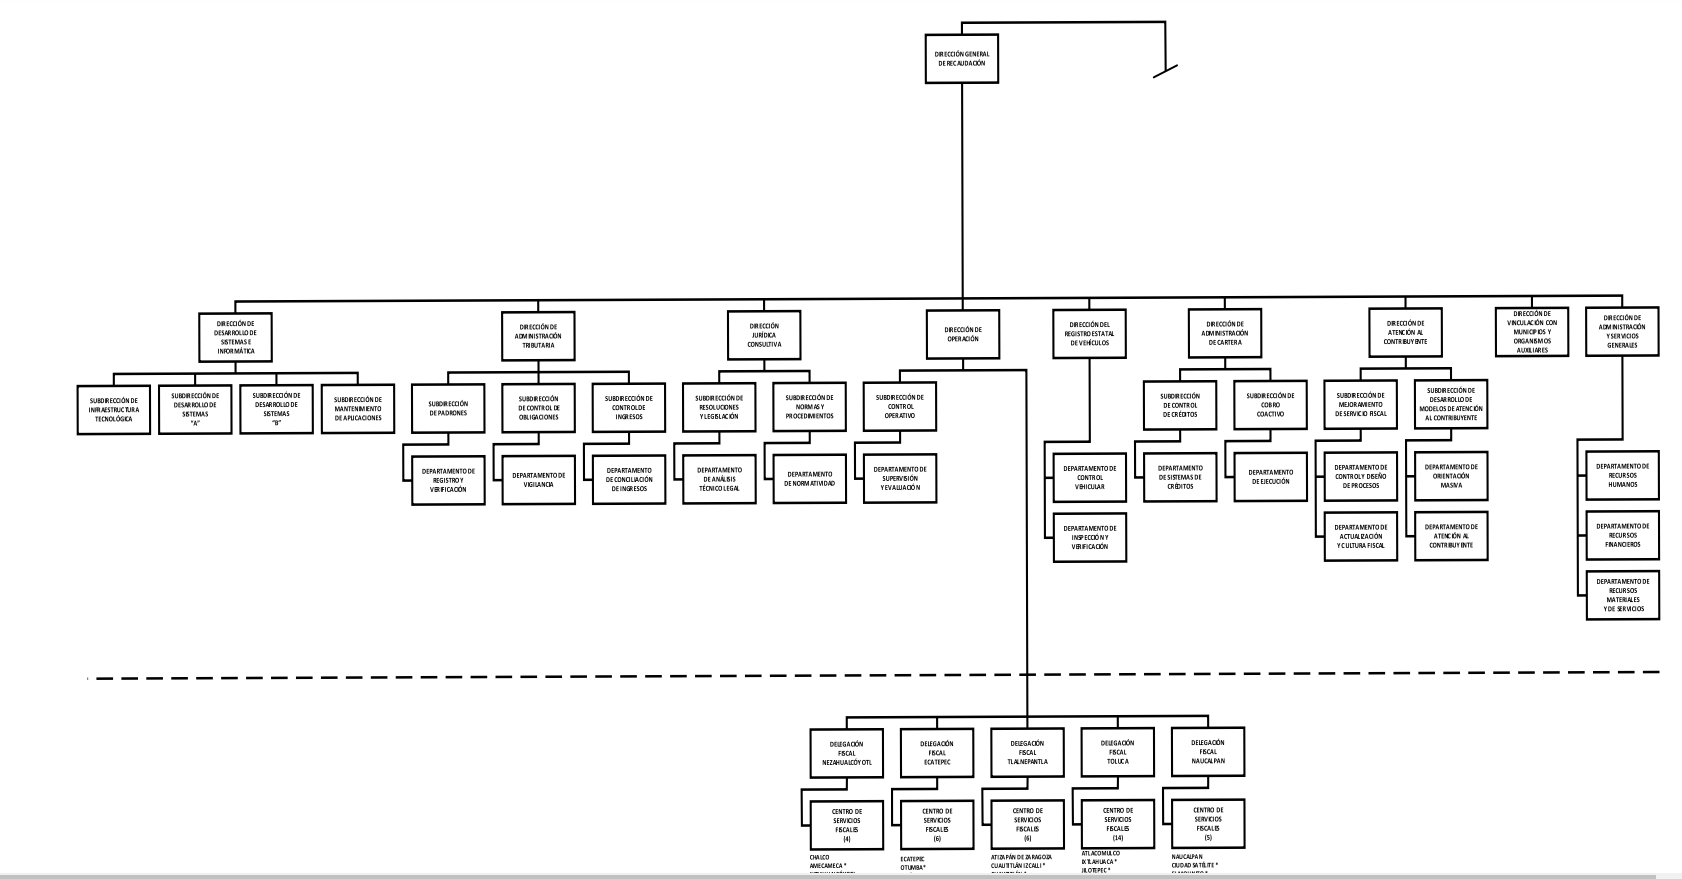 DIRECCIÓN GENERAL
DE RECAUDACIÓN
DIRECCIÓN DE
DESARROLLO DE
SISTEMAS E
INFORMÁTICA
DIRECCIÓN DE
ADMINISTRACIÓN
TRIBUTARIA
DIRECCIÓN
JURÍDICA
CONSULTIVA
DIRECCIÓN DE
OPERACIÓN
DIRECCIÓN DEL
REGISTRO ESTATAL
DE VEHÍCULOS
DIRECCIÓN DE
ADMINISTRACIÓN
DE CARTERA
DIRECCIÓN DE
ATENCIÓN AL
CONTRIBUYENTE
DIRECCIÓN DE
VINCULACIÓN CON
MUNICIPIOS Y
ORGANISMOS
AUXILIARES
DIRECCIÓN DE
ADMINISTRACIÓN
Y SERVICIOS
GENERALES
SUBDIRECCIÓN DE
INFRAESTRUCTURA
TECNOLÓGICA
SUBDIRECCIÓN DE
DESARROLLO DE
SISTEMAS
"A"
SUBDIRECCIÓN DE
DESARROLLO DE
SISTEMAS
"B"
SUBDIRECCIÓN DE
MANTENIMIENTO
DE APLICACIONES
SUBDIRECCIÓN
DE PADRONES
SUBDIRECCIÓN
DE CONTROL DE
OBLIGACIONES
SUBDIRECCIÓN DE
CONTROL DE
INGRESOS
SUBDIRECCIÓN DE
RESOLUCIONES
Y LEGISLACIÓN
SUBDIRECCIÓN DE
NORMAS Y
PROCEDIMIENTOS
SUBDIRECCIÓN DE
CONTROL
OPERATIVO
SUBDIRECCIÓN
DE CONTROL
DE CRÉDITOS
SUBDIRECCIÓN DE
COBRO
COACTIVO
SUBDIRECCIÓN DE
MEJORAMIENTO
DE SERVICIO FISCAL
SUBDIRECCIÓN DE
DESARROLLO DE
MODELOS DE ATENCIÓN
AL CONTRIBUYENTE
DEPARTAMENTO DE
REGISTRO Y
VERIFICACIÓN
DEPARTAMENTO DE
VIGILANCIA
DEPARTAMENTO
DE CONCILIACIÓN
DE INGRESOS
DEPARTAMENTO
DE ANÁLISIS
TÉCNICO LEGAL
DEPARTAMENTO
DE NORMATIVIDAD
DEPARTAMENTO DE
SUPERVISIÓN
Y EVALUACIÓN
DEPARTAMENTO DE
CONTROL
VEHICULAR
DEPARTAMENTO
DE SISTEMAS DE
CRÉDITOS
DEPARTAMENTO
DE EJECUCIÓN
DEPARTAMENTO DE
CONTROL Y DISEÑO
DE PROCESOS
DEPARTAMENTO DE
ORIENTACIÓN
MASIVA
DEPARTAMENTO DE
RECURSOS
HUMANOS
DEPARTAMENTO DE
INSPECCIÓN Y
VERIFICACIÓN
DEPARTAMENTO DE
ACTUALIZACIÓN
Y CULTURA FISCAL
DEPARTAMENTO DE
ATENCIÓN AL
CONTRIBUYENTE
DEPARTAMENTO DE
RECURSOS
FINANCIEROS
DEPARTAMENTO DE
RECURSOS
MATERIALES
Y DE SERVICIOS
DELEGACIÓN
FISCAL
NEZAHUALCÓYOTL
DELEGACIÓN
FISCAL
ECATEPEC
DELEGACIÓN
FISCAL
TLALNEPANTLA
DELEGACIÓN
FISCAL
TOLUCA
DELEGACIÓN
FISCAL
NAUCALPAN
CENTRO DE
SERVICIOS
FISCALES
(4)
CENTRO DE
SERVICIOS
FISCALES
(6)
CENTRO DE
SERVICIOS
FISCALES
(6)
CENTRO DE
SERVICIOS
FISCALES
(14)
CENTRO DE
SERVICIOS
FISCALES
(5)
CHALCO
AMECAMECA *
ECATEPEC
OTUMBA*
ATIZAPÁN DE ZARAGOZA
CUAUTITLÁN IZCALLI *
ATLACOMULCO
IXTLAHUACA *
JILOTEPEC *
NAUCALPAN
CIUDAD SATÉLITE *